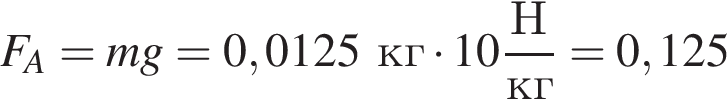 F_A = mg = 0,0125 кг · 10 Н/кг = 0,125